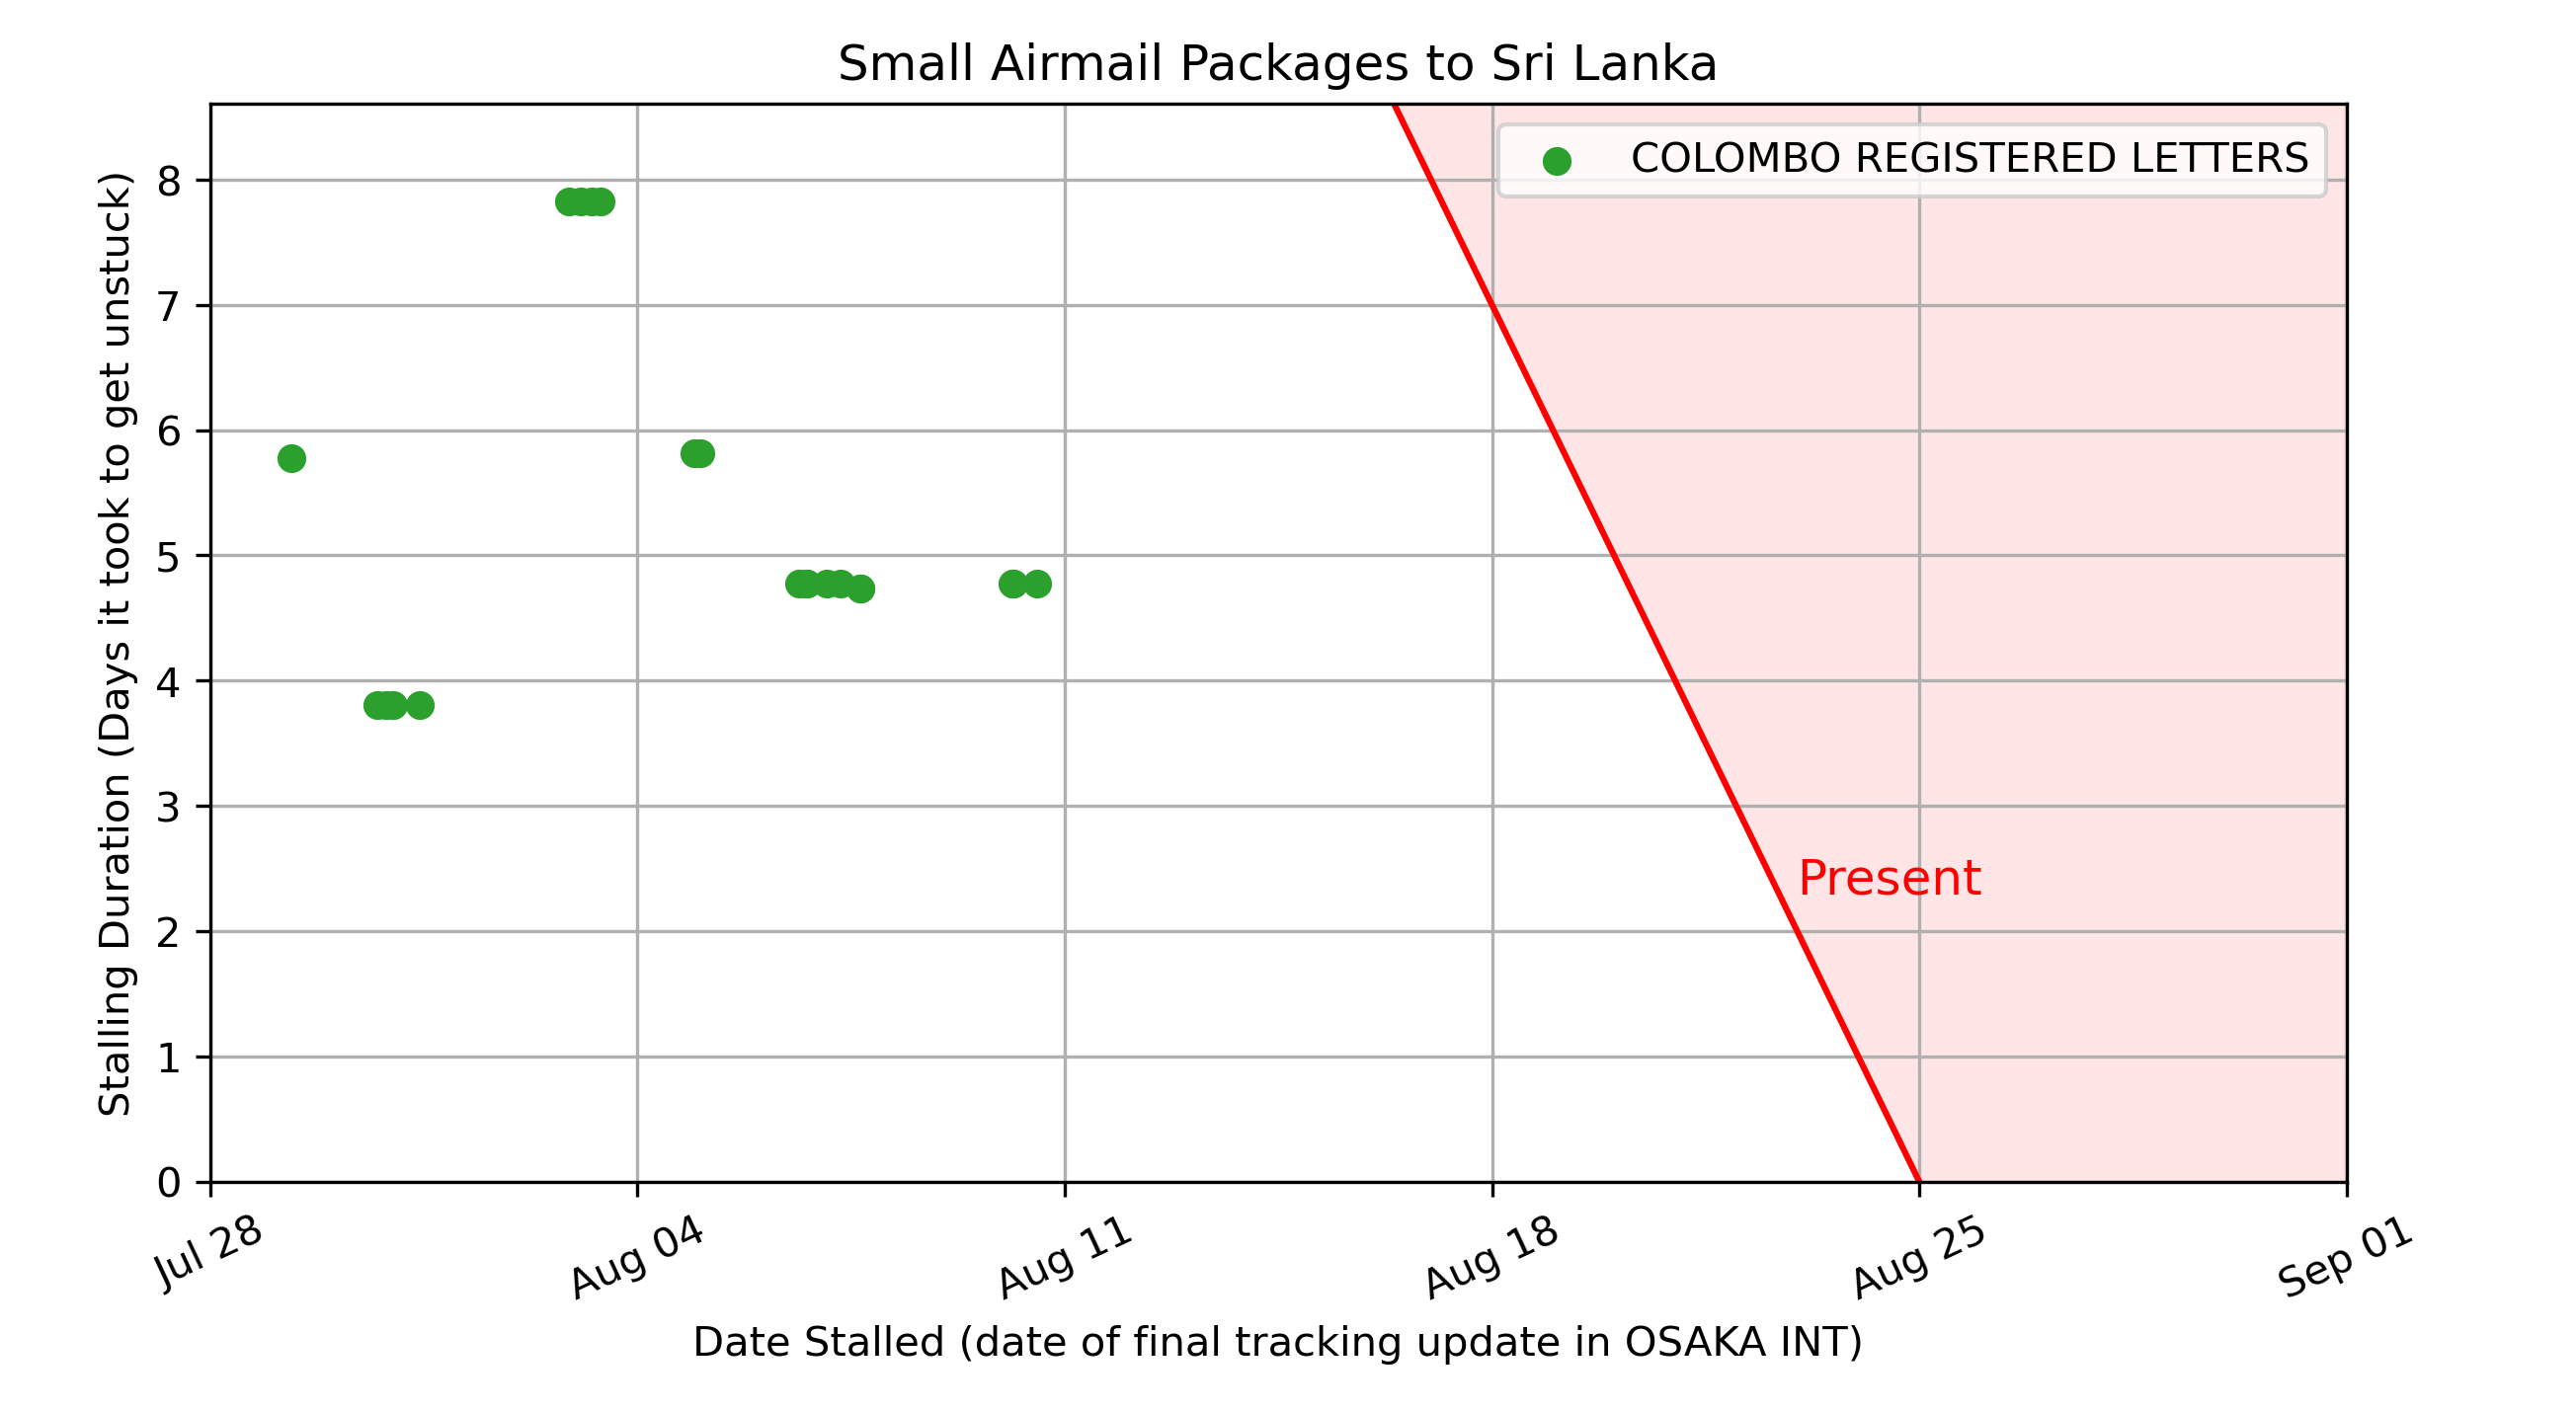 Small Airmail Packages to Sri Lanka
COLOMBO REGISTERED LETTERS
Stalling Duration (Days it took to get unstuck)
8
7
6
5
4
3
2
1
0
Present
Jul 28
Aug 04
Aug 11
Aug 18
Aug 25
Sep 01
Date Stalled (date of final tracking update in OSAKA INT)